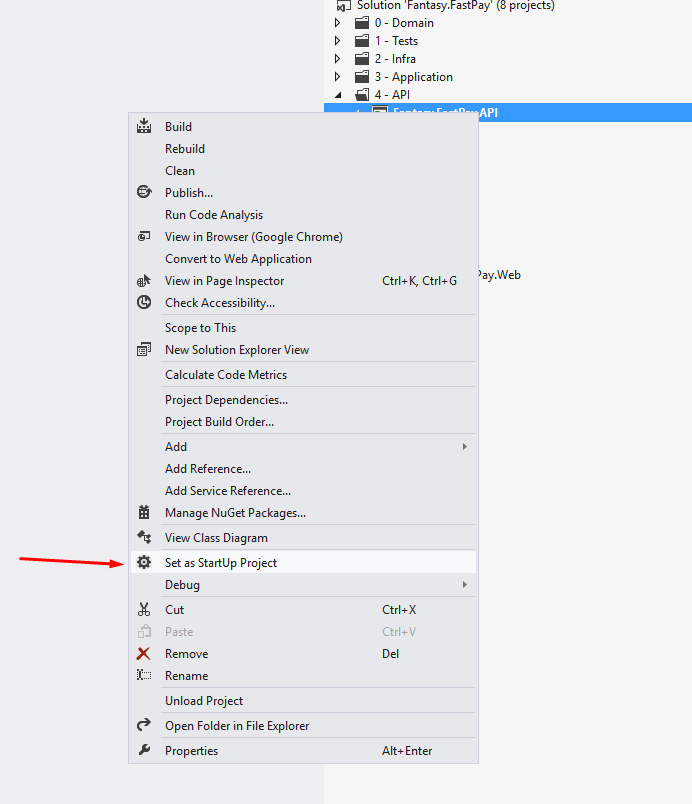 Solution 'Fantasy.FastPay' (8 projects)
0 - Domain
1 - Tests
2 - Infra
3 - Application
4 - API
Fantasy.FastPay.API
Build
Rebuild
Clean
Publish...
Run Code Analysis
View in Browser (Google Chrome)
Convert to Web Application
View in Page Inspector Ctrl+K, Ctrl+G
Pay.Web
Check Accessibility...
Scope to This
New Solution Explorer View
Calculate Code Metrics
Project Dependencies...
Project Build Order...
Add
Add Reference...
Add Service Reference...
Manage NuGet Packages...
View Class Diagram
Set as StartUp Project
Debug
Cut Ctrl+X
Paste Ctrl+V
Remove Del
Rename
Unload Project
Open Folder in File Explorer
Properties Alt+Enter